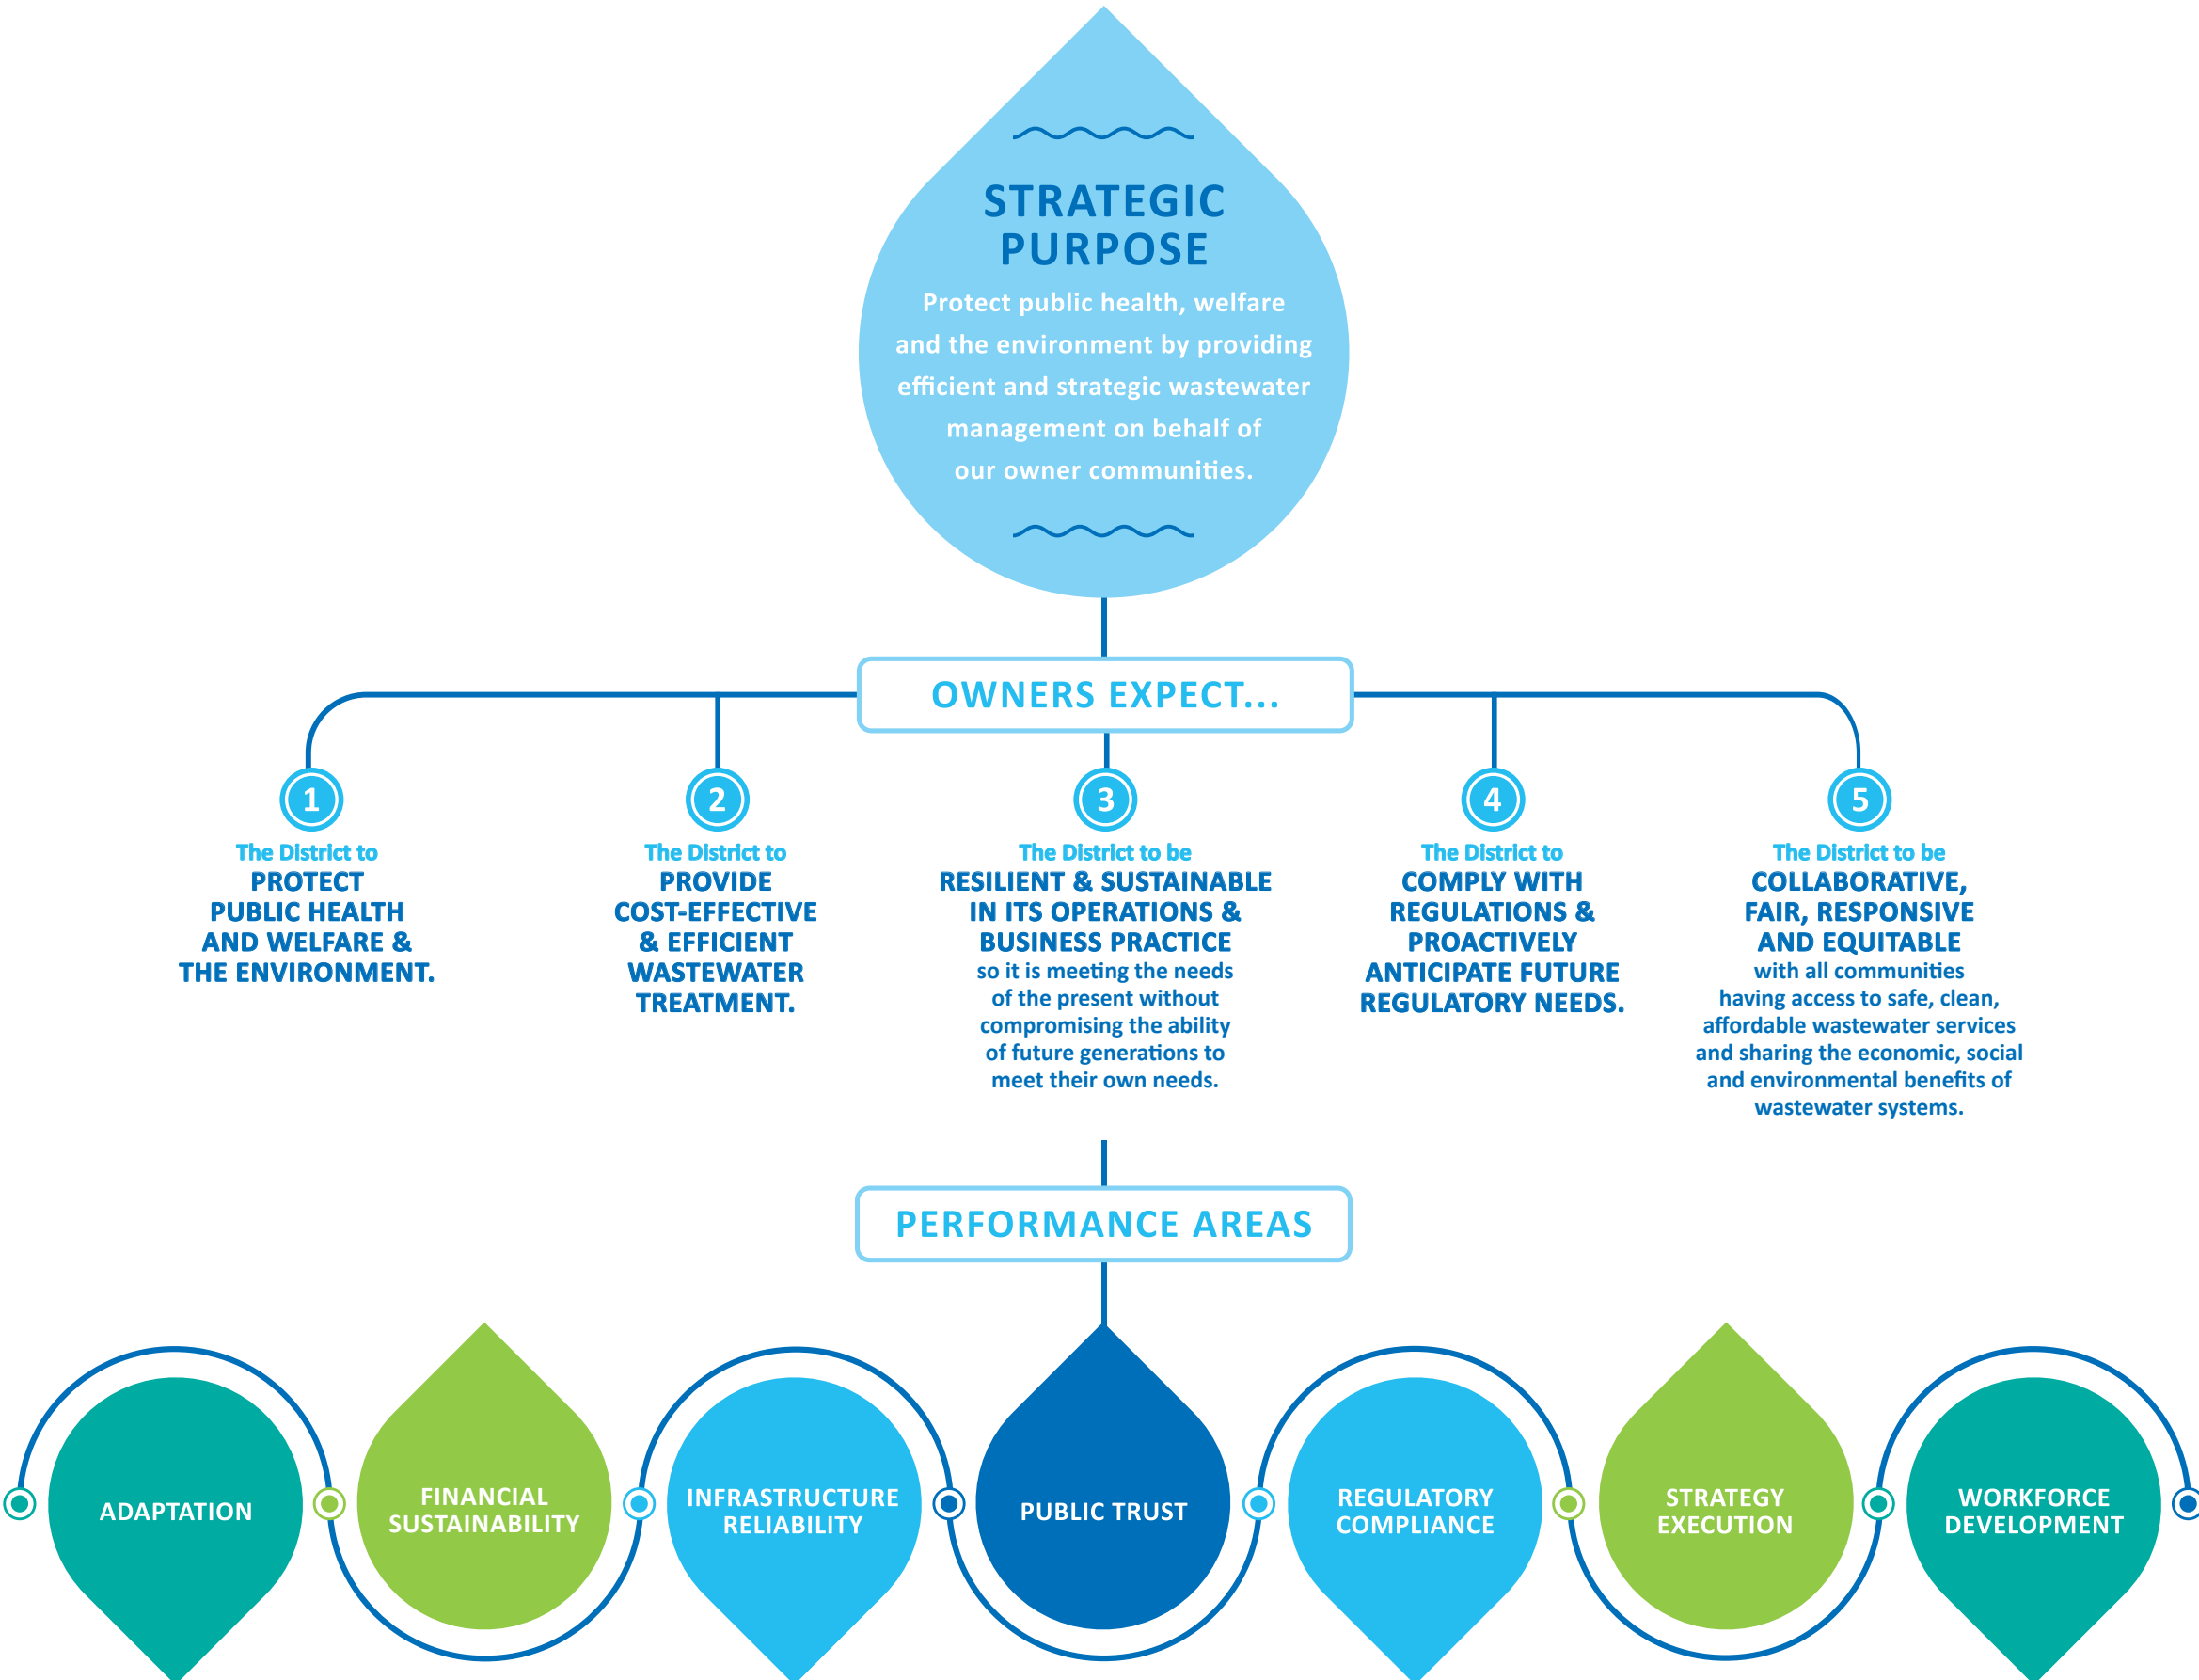 STRATEGIC
PURPOSE
Protect public health, welfare
and the environment by providing
efficient and strategic wastewater
management on behalf of
our owner communities.
OWNERS EXPECT...
1
The District to
PROTECT
PUBLIC HEALTH
AND WELFARE &
THE ENVIRONMENT.
2
The District to
PROVIDE
COST-EFFECTIVE
& EFFICIENT
WASTEWATER
TREATMENT.
3
The District to be
RESILIENT & SUSTAINABLE
IN ITS OPERATIONS &
BUSINESS PRACTICE
so it is meeting the needs
of the present without
compromising the ability
of future generations to
meet their own needs.
4
The District to
COMPLY WITH
REGULATIONS &
PROACTIVELY
ANTICIPATE FUTURE
REGULATORY NEEDS.
5
The District to be
COLLABORATIVE,
FAIR, RESPONSIVE
AND EQUITABLE
with all communities
having access to safe, clean,
affordable wastewater services
and sharing the economic, social
and environmental benefits of
wastewater systems.
PERFORMANCE AREAS
ADAPTATION
FINANCIAL
SUSTAINABILITY
INFRASTRUCTURE
RELIABILITY
PUBLIC TRUST
REGULATORY
COMPLIANCE
STRATEGY
EXECUTION
WORKFORCE
DEVELOPMENT